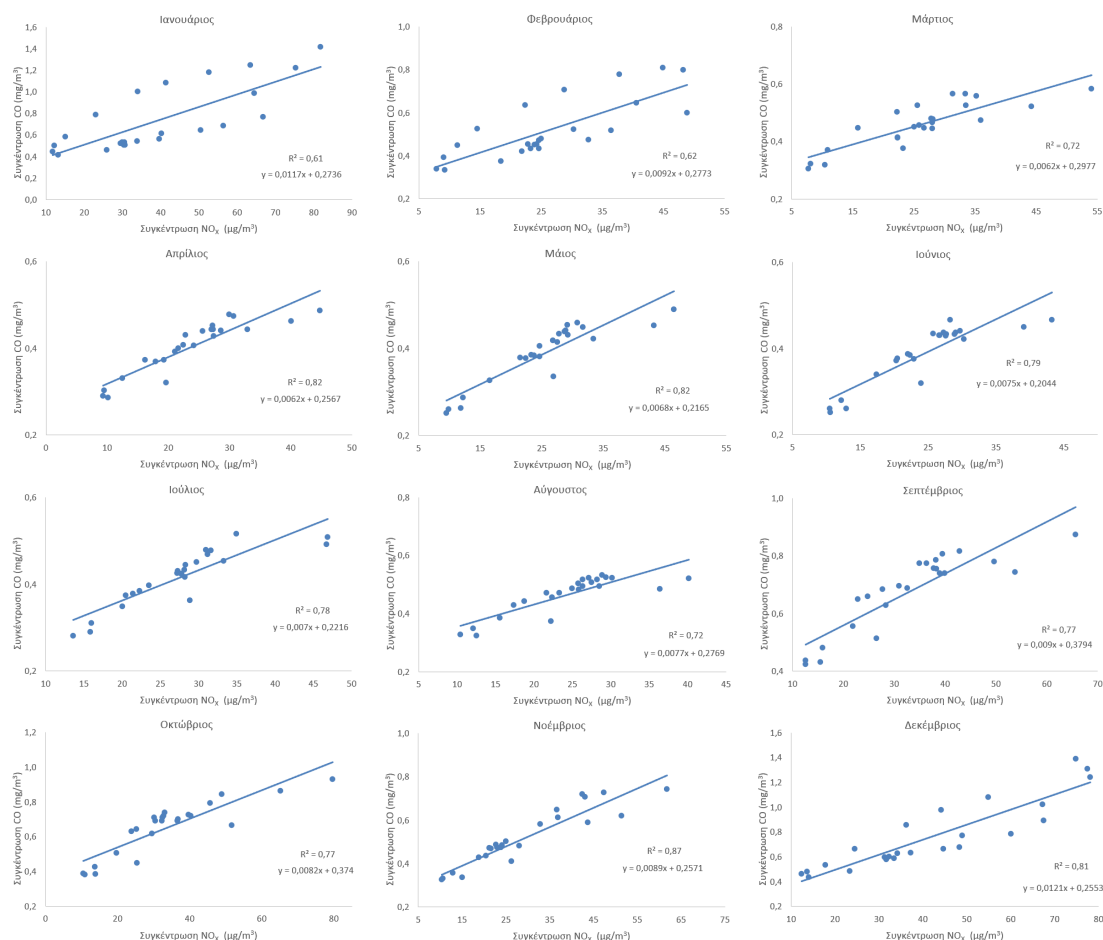 Ιανουάριος
Συγκέντρωση CO (mg/m³)
1,6
1,4
1,2
1,0
0,8
0,6
0,4
0,2
0,0
R² = 0,61
y = 0,0117x + 0,2736
10 20 30 40 50 60 70 80 90
Συγκέντρωση NOX (μg/m³)
Φεβρουάριος
Συγκέντρωση CO (mg/m³)
1,0
0,8
0,6
0,4
0,2
R² = 0,62
y = 0,0092x + 0,2773
5 15 25 35 45 55
Συγκέντρωση NOX (μg/m³)
Μάρτιος
Συγκέντρωση CO (mg/m³)
0,8
0,6
0,4
0,2
R² = 0,72
y = 0,0062x + 0,2977
4 14 24 34 44 54
Συγκέντρωση NOX (μg/m³)
Απρίλιος
Συγκέντρωση CO (mg/m³)
0,6
0,4
0,2
R² = 0,82
y = 0,0062x + 0,2567
0 10 20 30 40 50
Συγκέντρωση NOX (μg/m³)
Μάιος
Συγκέντρωση CO (mg/m³)
0,6
0,4
0,2
R² = 0,82
y = 0,0068x + 0,2165
5 15 25 35 45
Συγκέντρωση NOX (μg/m³)
Ιούνιος
Συγκέντρωση CO (mg/m³)
0,6
0,4
0,2
R² = 0,79
y = 0,0075x + 0,2044
5 15 25 35 45
Συγκέντρωση NOX (μg/m³)
Ιούλιος
Συγκέντρωση CO (mg/m³)
0,6
0,4
0,2
R² = 0,78
y = 0,007x + 0,2216
10 15 20 25 30 35 40 45 50
Συγκέντρωση NOX (μg/m³)
Αύγουστος
Συγκέντρωση CO (mg/m³)
0,8
0,6
0,4
0,2
R² = 0,72
y = 0,0077x + 0,2769
5 10 15 20 25 30 35 40 45
Συγκέντρωση NOX (μg/m³)
Σεπτέμβριος
Συγκέντρωση CO (mg/m³)
1,0
0,8
0,6
0,4
R² = 0,77
y = 0,009x + 0,3794
10 20 30 40 50 60 70
Συγκέντρωση NOX (μg/m³)
Οκτώβριος
Συγκέντρωση CO (mg/m³)
1,2
1,0
0,8
0,6
0,4
0,2
R² = 0,77
y = 0,0082x + 0,374
0 20 40 60 80
Συγκέντρωση NOX (μg/m³)
Νοέμβριος
Συγκέντρωση CO (mg/m³)
1,0
0,8
0,6
0,4
0,2
R² = 0,87
y = 0,0089x + 0,2571
5 15 25 35 45 55 65 75
Συγκέντρωση NOX (μg/m³)
Δεκέμβριος
Συγκέντρωση CO (mg/m³)
1,6
1,4
1,2
1,0
0,8
0,6
0,4
0,2
R² = 0,81
y = 0,0121x + 0,2553
10 20 30 40 50 60 70 80
Συγκέντρωση NOX (μg/m³)